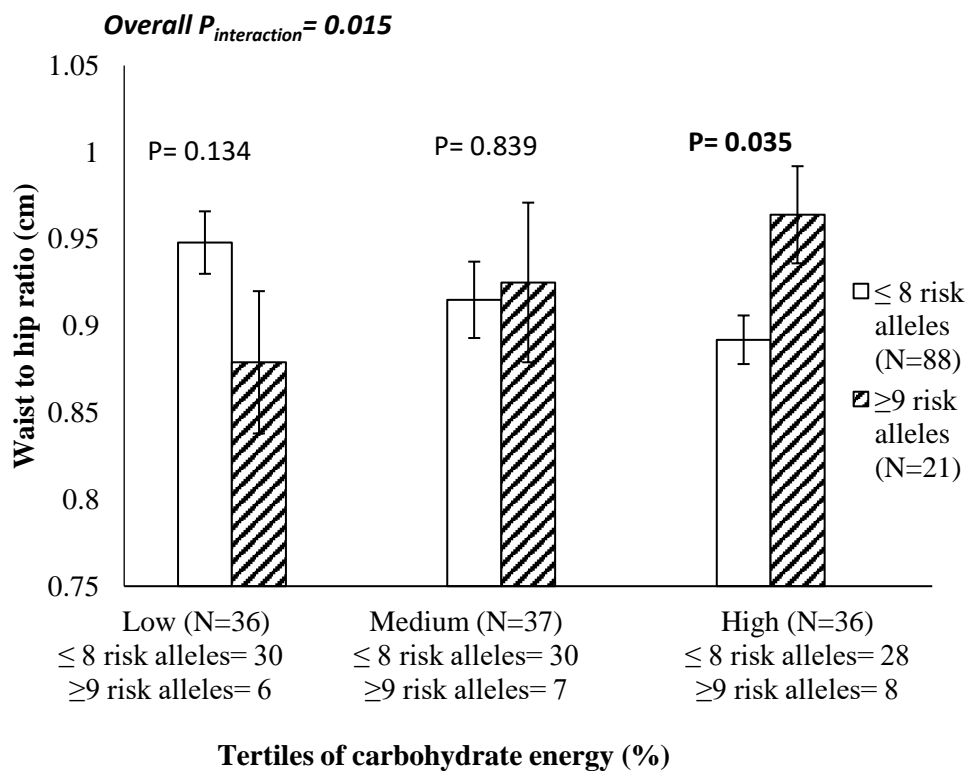 Overall P_interaction= 0.015
Waist to hip ratio (cm)
1.05
1
0.95
0.9
0.85
0.8
0.75
P= 0.134
P= 0.839
P= 0.035
≤ 8 risk
alleles
(N=88)
≥9 risk
alleles
(N=21)
Low (N=36)
≤ 8 risk alleles= 30
≥9 risk alleles= 6
Medium (N=37)
≤ 8 risk alleles= 30
≥9 risk alleles= 7
High (N=36)
≤ 8 risk alleles= 28
≥9 risk alleles= 8
Tertiles of carbohydrate energy (%)